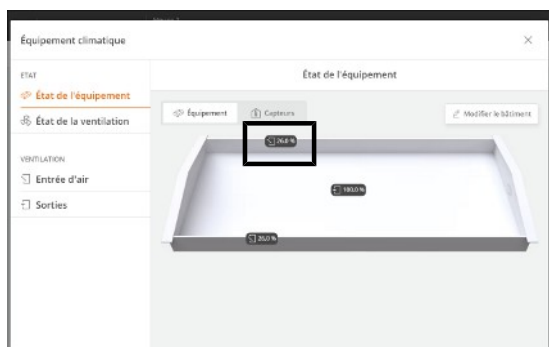 Équipement climatique
ETAT
État de l'équipement
État de la ventilation
VENTILATION
Entrée d'air
Sorties
État de l'équipement
Équipement
Capteurs
Modifier le bâtiment
26,0 %
100,0 %
26,0 %